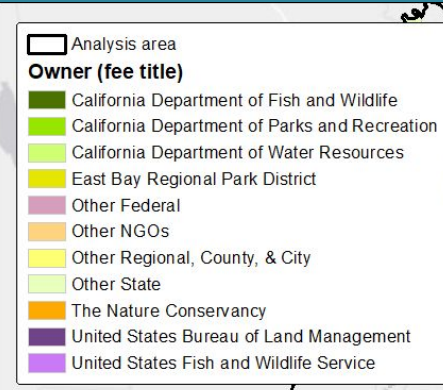 Analysis area
Owner (fee title)
California Department of Fish and Wildlife
California Department of Parks and Recreation
California Department of Water Resources
East Bay Regional Park District
Other Federal
Other NGOs
Other Regional, County, & City
Other State
The Nature Conservancy
United States Bureau of Land Management
United States Fish and Wildlife Service